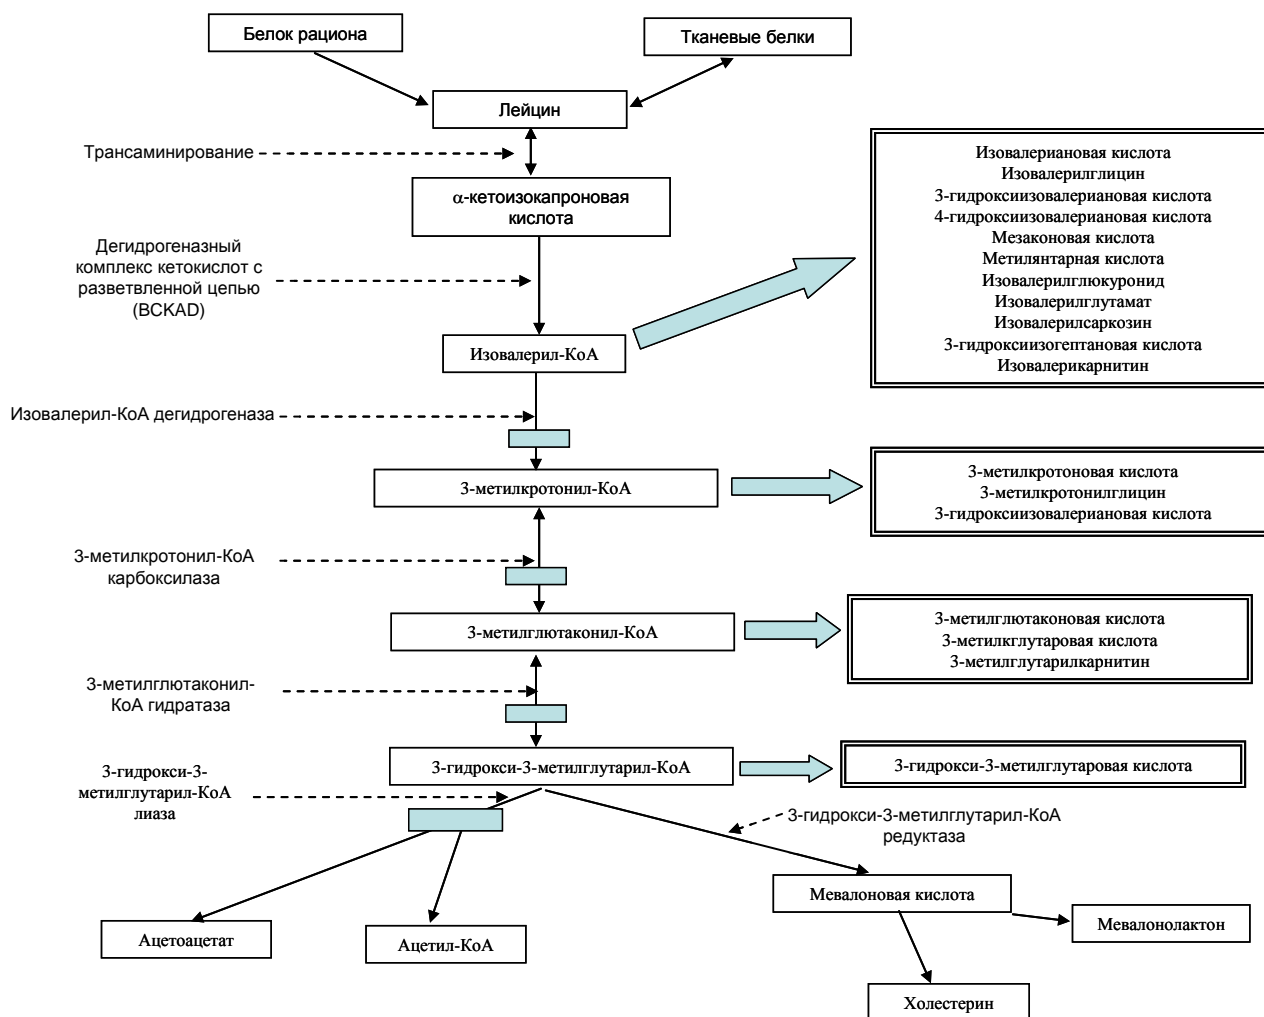 Белок рациона
Тканевые белки
Лейцин
Трансаминирование
α-кетоизокапроновая
кислота
Дегидрогеназный
комплекс кетокислот с
разветвленной цепью
(BCKAD)
Изовалериановая кислота
Изовалерилглицин
3-гидроксиизовалериановая кислота
4-гидроксиизовалериановая кислота
Мезаконовая кислота
Метилянтарная кислота
Изовалерилглюкуронид
Изовалерилглутамат
Изовалерилсаркозин
3-гидроксиизогептановая кислота
Изовалерикарнитин
Изовалерил-КоА
Изовалерил-КоА дегидрогеназа
3-метилкротонил-КоА
3-метилкротоновая кислота
3-метилкротонилглицин
3-гидроксиизовалериановая кислота
3-метилкротонил-КоА
карбоксилаза
3-метилглютаконил-КоА
3-метилглютаконовая кислота
3-метилкглутаровая кислота
3-метилглутарилкарнитин
3-метилглютаконил-
КоА гидратаза
3-гидрокси-3-метилглутарил-КоА
3-гидрокси-3-метилглутаровая кислота
3-гидрокси-3-
метилглутарил-КоА
лиаза
3-гидрокси-3-метилглутарил-КоА
редуктаза
Мевалоновая кислота
Мевалонолактон
Ацетоацетат
Ацетил-КоА
Холестерин